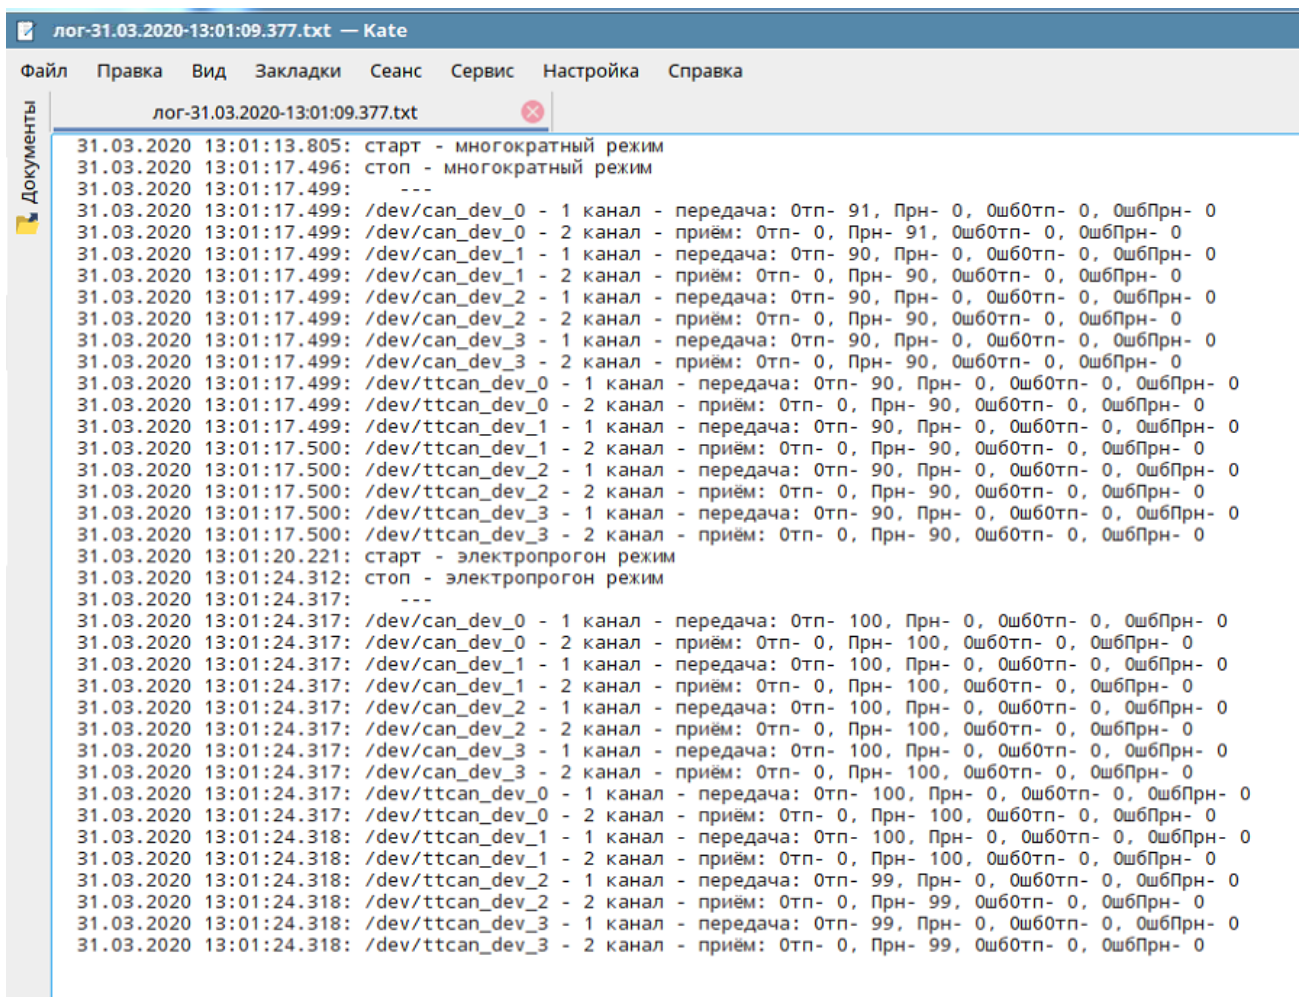 лог-31.03.2020-13:01:09.377.txt — Kate
Файл Правка Вид Закладки Сеанс Сервис Настройка Справка
лог-31.03.2020-13:01:09.377.txt
Документы
31.03.2020 13:01:13.805: старт - многократный режим
31.03.2020 13:01:17.496: стоп - многократный режим
31.03.2020 13:01:17.499:    ---
31.03.2020 13:01:17.499: /dev/can_dev_0 - 1 канал - передача: Отп- 91, Прн- 0, ОшбОтп- 0, ОшбПрн- 0
31.03.2020 13:01:17.499: /dev/can_dev_0 - 2 канал - приём: Отп- 0, Прн- 91, ОшбОтп- 0, ОшбПрн- 0
31.03.2020 13:01:17.499: /dev/can_dev_1 - 1 канал - передача: Отп- 90, Прн- 0, ОшбОтп- 0, ОшбПрн- 0
31.03.2020 13:01:17.499: /dev/can_dev_1 - 2 канал - приём: Отп- 0, Прн- 90, ОшбОтп- 0, ОшбПрн- 0
31.03.2020 13:01:17.499: /dev/can_dev_2 - 1 канал - передача: Отп- 90, Прн- 0, ОшбОтп- 0, ОшбПрн- 0
31.03.2020 13:01:17.499: /dev/can_dev_2 - 2 канал - приём: Отп- 0, Прн- 90, ОшбОтп- 0, ОшбПрн- 0
31.03.2020 13:01:17.499: /dev/can_dev_3 - 1 канал - передача: Отп- 90, Прн- 0, ОшбОтп- 0, ОшбПрн- 0
31.03.2020 13:01:17.499: /dev/can_dev_3 - 2 канал - приём: Отп- 0, Прн- 90, ОшбОтп- 0, ОшбПрн- 0
31.03.2020 13:01:17.499: /dev/ttcan_dev_0 - 1 канал - передача: Отп- 90, Прн- 0, ОшбОтп- 0, ОшбПрн- 0
31.03.2020 13:01:17.499: /dev/ttcan_dev_0 - 2 канал - приём: Отп- 0, Прн- 90, ОшбОтп- 0, ОшбПрн- 0
31.03.2020 13:01:17.499: /dev/ttcan_dev_1 - 1 канал - передача: Отп- 90, Прн- 0, ОшбОтп- 0, ОшбПрн- 0
31.03.2020 13:01:17.500: /dev/ttcan_dev_1 - 2 канал - приём: Отп- 0, Прн- 90, ОшбОтп- 0, ОшбПрн- 0
31.03.2020 13:01:17.500: /dev/ttcan_dev_2 - 1 канал - передача: Отп- 90, Прн- 0, ОшбОтп- 0, ОшбПрн- 0
31.03.2020 13:01:17.500: /dev/ttcan_dev_2 - 2 канал - приём: Отп- 0, Прн- 90, ОшбОтп- 0, ОшбПрн- 0
31.03.2020 13:01:17.500: /dev/ttcan_dev_3 - 1 канал - передача: Отп- 90, Прн- 0, ОшбОтп- 0, ОшбПрн- 0
31.03.2020 13:01:17.500: /dev/ttcan_dev_3 - 2 канал - приём: Отп- 0, Прн- 90, ОшбОтп- 0, ОшбПрн- 0
31.03.2020 13:01:20.221: старт - электропрогон режим
31.03.2020 13:01:24.312: стоп - электропрогон режим
31.03.2020 13:01:24.317:    ---
31.03.2020 13:01:24.317: /dev/can_dev_0 - 1 канал - передача: Отп- 100, Прн- 0, ОшбОтп- 0, ОшбПрн- 0
31.03.2020 13:01:24.317: /dev/can_dev_0 - 2 канал - приём: Отп- 0, Прн- 100, ОшбОтп- 0, ОшбПрн- 0
31.03.2020 13:01:24.317: /dev/can_dev_1 - 1 канал - передача: Отп- 100, Прн- 0, ОшбОтп- 0, ОшбПрн- 0
31.03.2020 13:01:24.317: /dev/can_dev_1 - 2 канал - приём: Отп- 0, Прн- 100, ОшбОтп- 0, ОшбПрн- 0
31.03.2020 13:01:24.317: /dev/can_dev_2 - 1 канал - передача: Отп- 100, Прн- 0, ОшбОтп- 0, ОшбПрн- 0
31.03.2020 13:01:24.317: /dev/can_dev_2 - 2 канал - приём: Отп- 0, Прн- 100, ОшбОтп- 0, ОшбПрн- 0
31.03.2020 13:01:24.317: /dev/can_dev_3 - 1 канал - передача: Отп- 100, Прн- 0, ОшбОтп- 0, ОшбПрн- 0
31.03.2020 13:01:24.317: /dev/can_dev_3 - 2 канал - приём: Отп- 0, Прн- 100, ОшбОтп- 0, ОшбПрн- 0
31.03.2020 13:01:24.317: /dev/ttcan_dev_0 - 1 канал - передача: Отп- 100, Прн- 0, ОшбОтп- 0, ОшбПрн- 0
31.03.2020 13:01:24.317: /dev/ttcan_dev_0 - 2 канал - приём: Отп- 0, Прн- 100, ОшбОтп- 0, ОшбПрн- 0
31.03.2020 13:01:24.318: /dev/ttcan_dev_1 - 1 канал - передача: Отп- 100, Прн- 0, ОшбОтп- 0, ОшбПрн- 0
31.03.2020 13:01:24.318: /dev/ttcan_dev_1 - 2 канал - приём: Отп- 0, Прн- 100, ОшбОтп- 0, ОшбПрн- 0
31.03.2020 13:01:24.318: /dev/ttcan_dev_2 - 1 канал - передача: Отп- 99, Прн- 0, ОшбОтп- 0, ОшбПрн- 0
31.03.2020 13:01:24.318: /dev/ttcan_dev_2 - 2 канал - приём: Отп- 0, Прн- 99, ОшбОтп- 0, ОшбПрн- 0
31.03.2020 13:01:24.318: /dev/ttcan_dev_3 - 1 канал - передача: Отп- 99, Прн- 0, ОшбОтп- 0, ОшбПрн- 0
31.03.2020 13:01:24.318: /dev/ttcan_dev_3 - 2 канал - приём: Отп- 0, Прн- 99, ОшбОтп- 0, ОшбПрн- 0